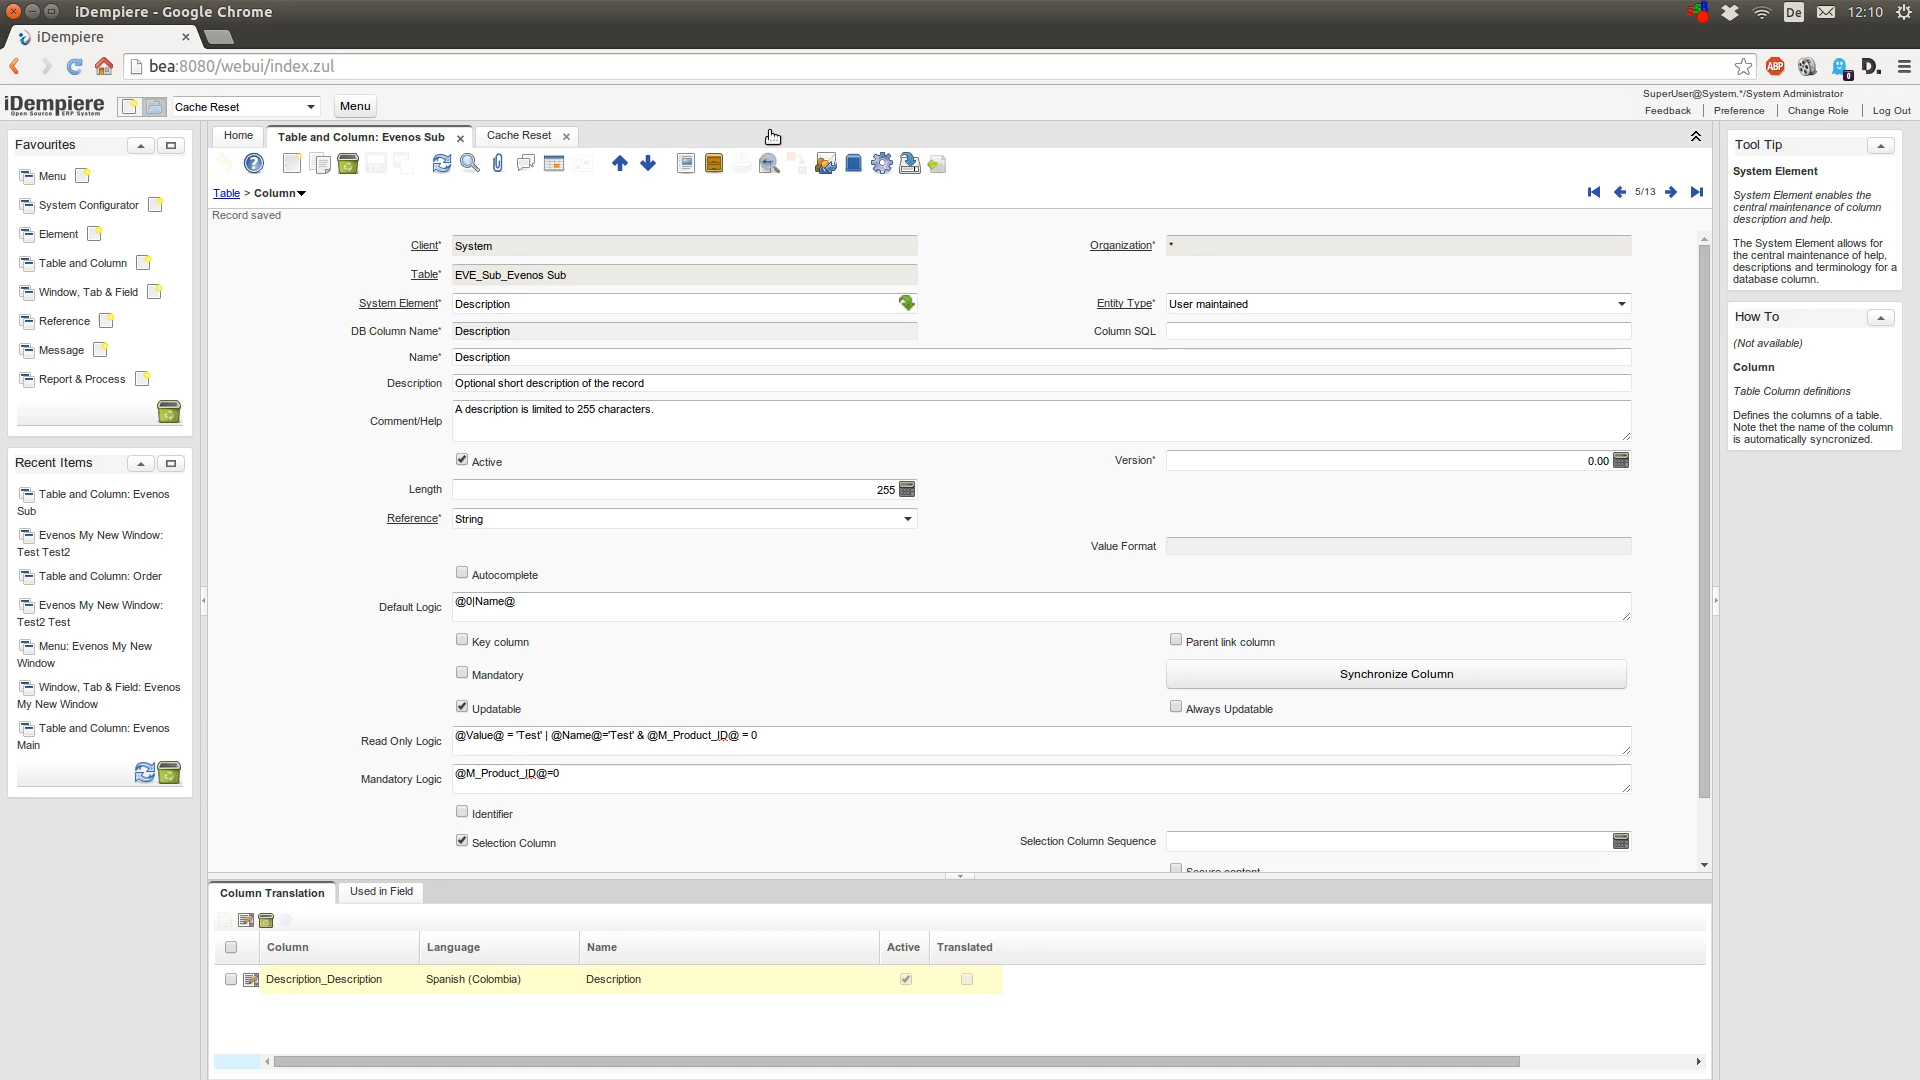 iDempiere - Google Chrome
De
12:10
iDempiere
bea:8080/webui/index.zul
ABP
0
D.
iDempiere
Open Source ERP System
Cache Reset
Menu
SuperUser@System.*/System Administrator
Feedback
Preference
Change Role
Log Out
Favourites
Menu
System Configurator
Element
Table and Column
Window, Tab & Field
Reference
Message
Report & Process
Recent Items
Table and Column: Evenos
Sub
Evenos My New Window:
Test Test2
Table and Column: Order
Evenos My New Window:
Test2 Test
Menu: Evenos My New
Window
Window, Tab & Field: Evenos
My New Window
Table and Column: Evenos
Main
Home
Table and Column: Evenos Sub
Cache Reset
Table > Column
5/13
Record saved
Client* System
Organization* *
Table* EVE_Sub_Evenos Sub
System Element* Description
Entity Type* User maintained
DB Column Name* Description
Column SQL
Name* Description
Description Optional short description of the record
Comment/Help A description is limited to 255 characters.
Active
Version* 0.00
Length 255
Reference* String
Value Format
Autocomplete
Default Logic @0|Name@
Key column
Parent link column
Mandatory
Synchronize Column
Updatable
Always Updatable
Read Only Logic @Value@ = 'Test' | @Name@='Test' & @M_Product_ID@ = 0
Mandatory Logic @M_Product_ID@=0
Identifier
Selection Column
Selection Column Sequence
Secure content
Column Translation
Used in Field
Column Language Name Active Translated
Description_Description Spanish (Colombia) Description
Tool Tip
System Element
System Element enables the
central maintenance of column
description and help.
The System Element allows for
the central maintenance of help,
descriptions and terminology for a
database column.
How To
(Not available)
Column
Table Column definitions
Defines the columns of a table.
Note thet the name of the column
is automatically syncronized.